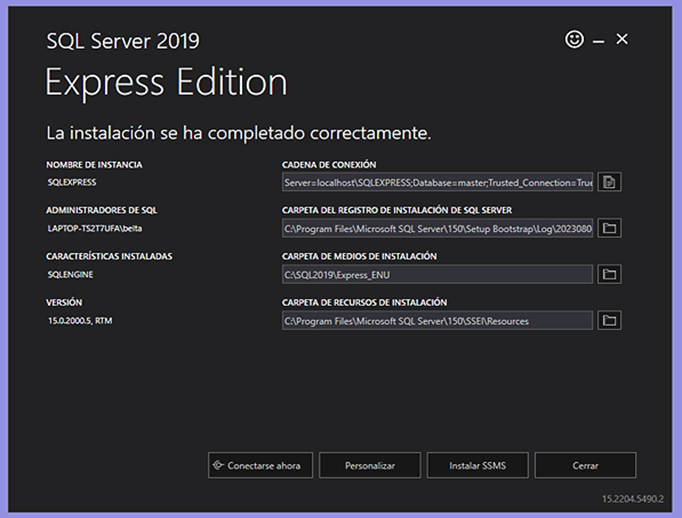 SQL Server 2019
Express Edition
La instalación se ha completado correctamente.
NOMBRE DE INSTANCIA
SQLEXPRESS
CADENA DE CONEXIÓN
Server=localhost\SQLEXPRESS;Database=master;Trusted_Connection=True
ADMINISTRADORES DE SQL
LAPTOP-TS2T7UFA\belta
CARPETA DEL REGISTRO DE INSTALACIÓN DE SQL SERVER
C:\Program Files\Microsoft SQL Server\150\Setup Bootstrap\Log\2023080
CARACTERÍSTICAS INSTALADAS
SQLENGINE
CARPETA DE MEDIOS DE INSTALACIÓN
C:\SQL2019\Express_ENU
VERSIÓN
15.0.2000.5, RTM
CARPETA DE RECURSOS DE INSTALACIÓN
C:\Program Files\Microsoft SQL Server\150\SSEI\Resources
Conectarse ahora
Personalizar
Instalar SSMS
Cerrar
15.2204.5490.2